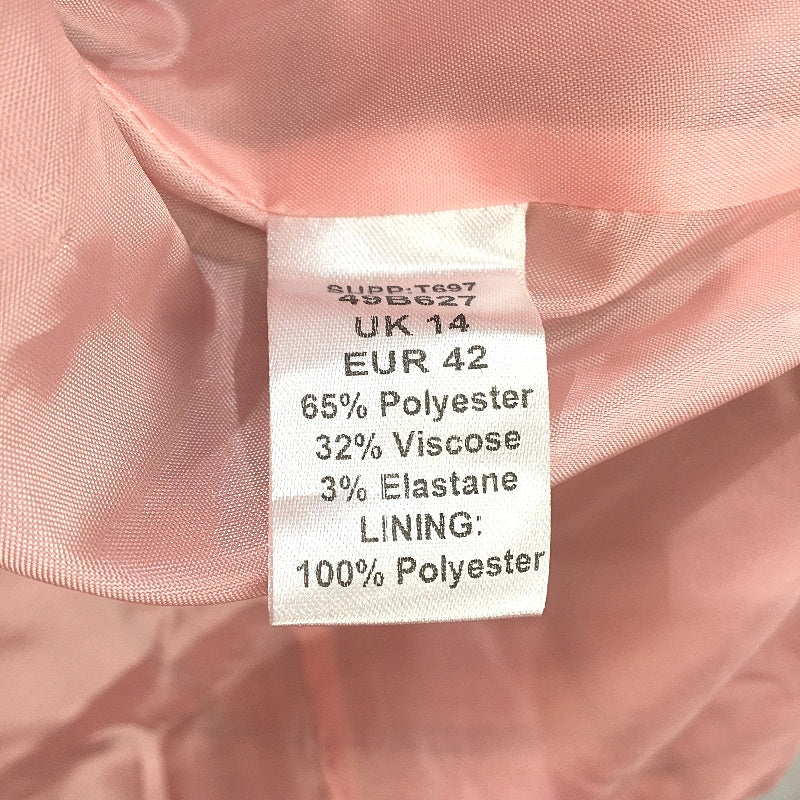 SUPP:T697
49B627
UK 14
EUR 42
65% Polyester
32% Viscose
3% Elastane
LINING:
100% Polyester